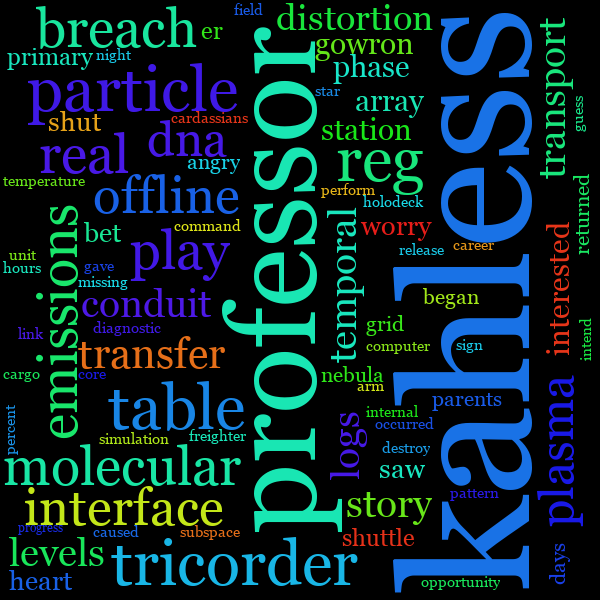 field
breach
er
distortion
primary
night
gowron
phase
particle
star
array
transport
guess
shut
cardassians
station
real
dna
angry
reg
professor
kahless
temperature
offline
perform
holodeck
returned
emissions
bet
command
play
temporal
worry
interested
unit
hours
gave
missing
release
career
conduit
began
link
diagnostic
grid
transfer
computer
sign
intend
cargo
core
nebula
arm
table
parents
plasma
percent
simulation
freighter
internal
occurred
logs
destroy
molecular
saw
interface
story
pattern
progress
caused
subspace
shuttle
levels
tricorder
days
heart
opportunity